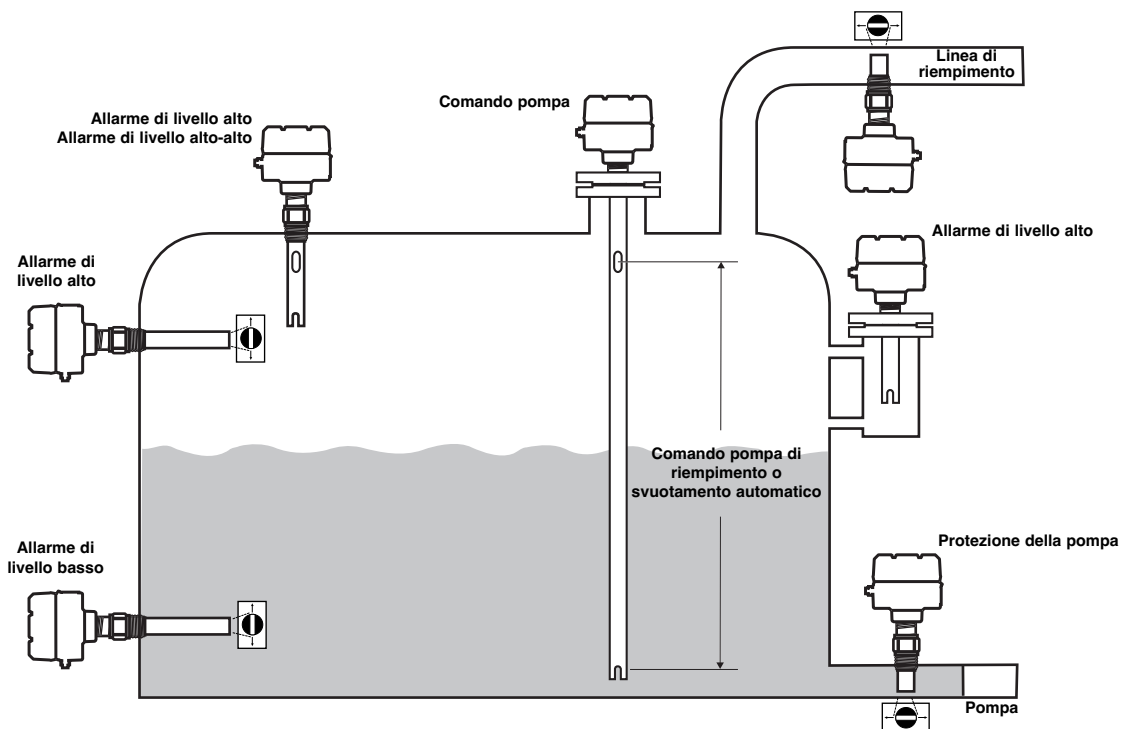 Linea di
riempimento
Comando pompa
Allarme di livello alto
Allarme di livello alto-alto
Allarme di livello alto
Allarme di
livello alto
Comando pompa di
riempimento o
svuotamento automatico
Protezione della pompa
Allarme di
livello basso
Pompa